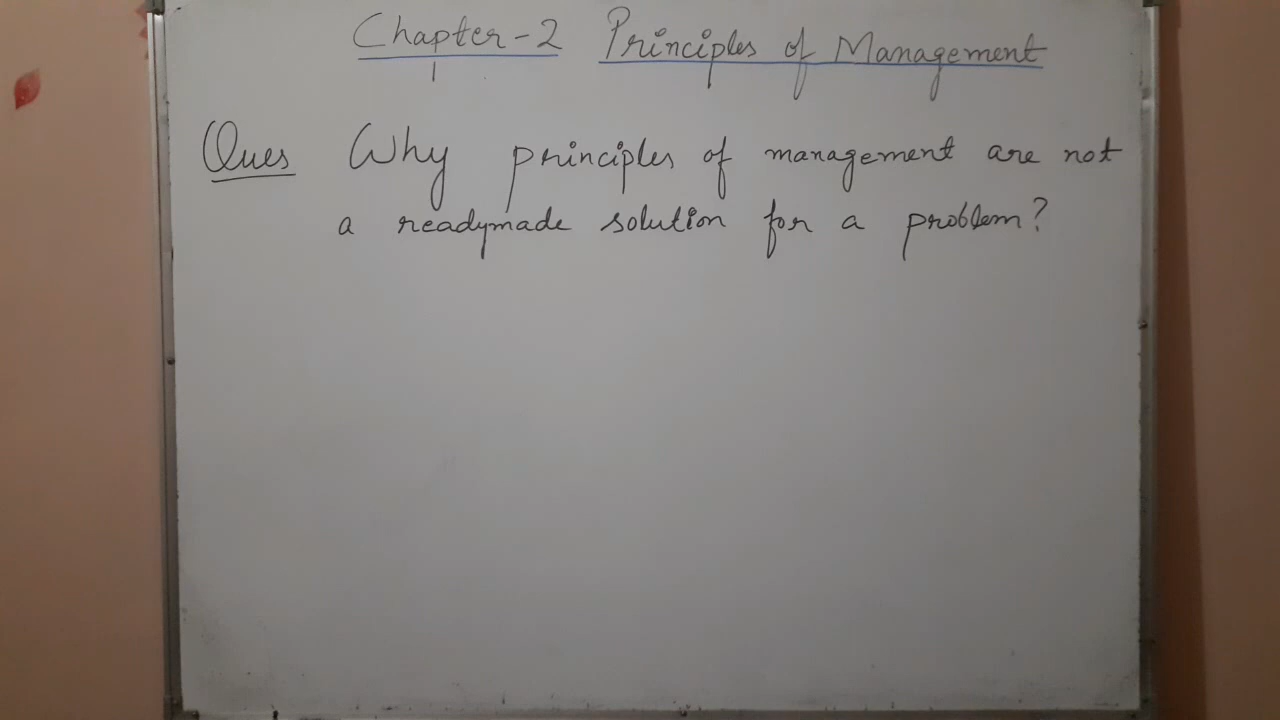 Chapter-2 Principles of Management
Ques Why principles of management are not
a readymade solution for a problem?